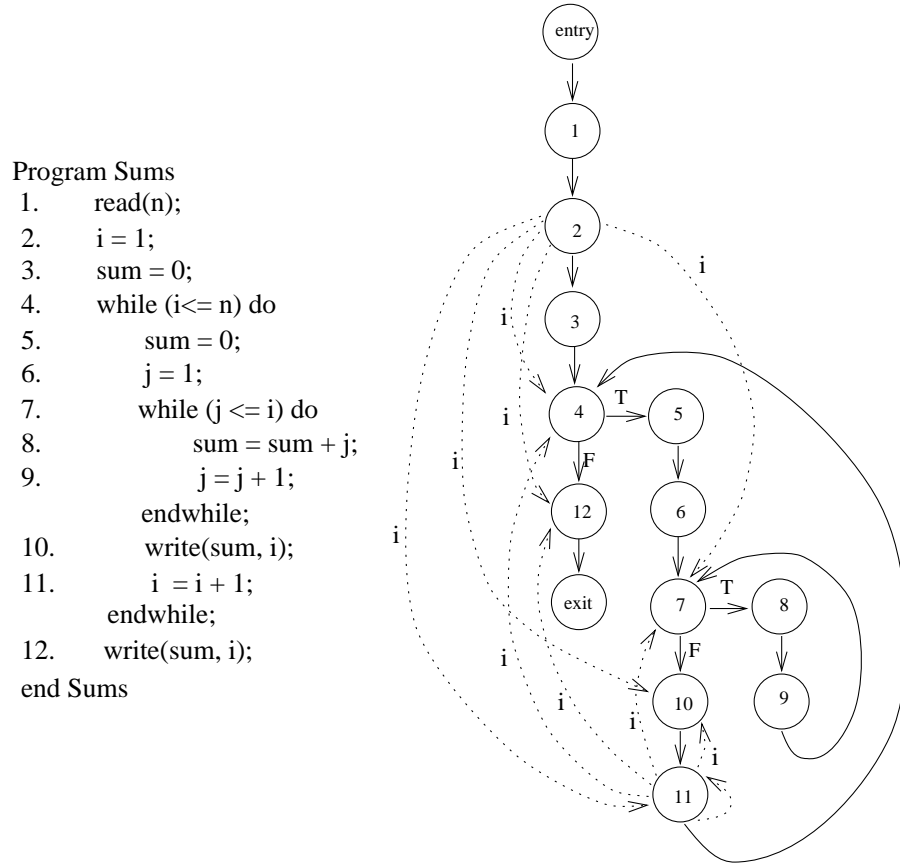 Program Sums
1. read(n);
2. i = 1;
3. sum = 0;
4. while (i<= n) do
5. sum = 0;
6. j = 1;
7. while (j <= i) do
8. sum = sum + j;
9. j = j + 1;
endwhile;
10. write(sum, i);
11. i = i + 1;
endwhile;
12. write(sum, i);
end Sums
entry
1
2
i
3
i
4
T
5
i
F
i
12
6
i
exit
7
T
8
F
i
10
9
i
i
i
11